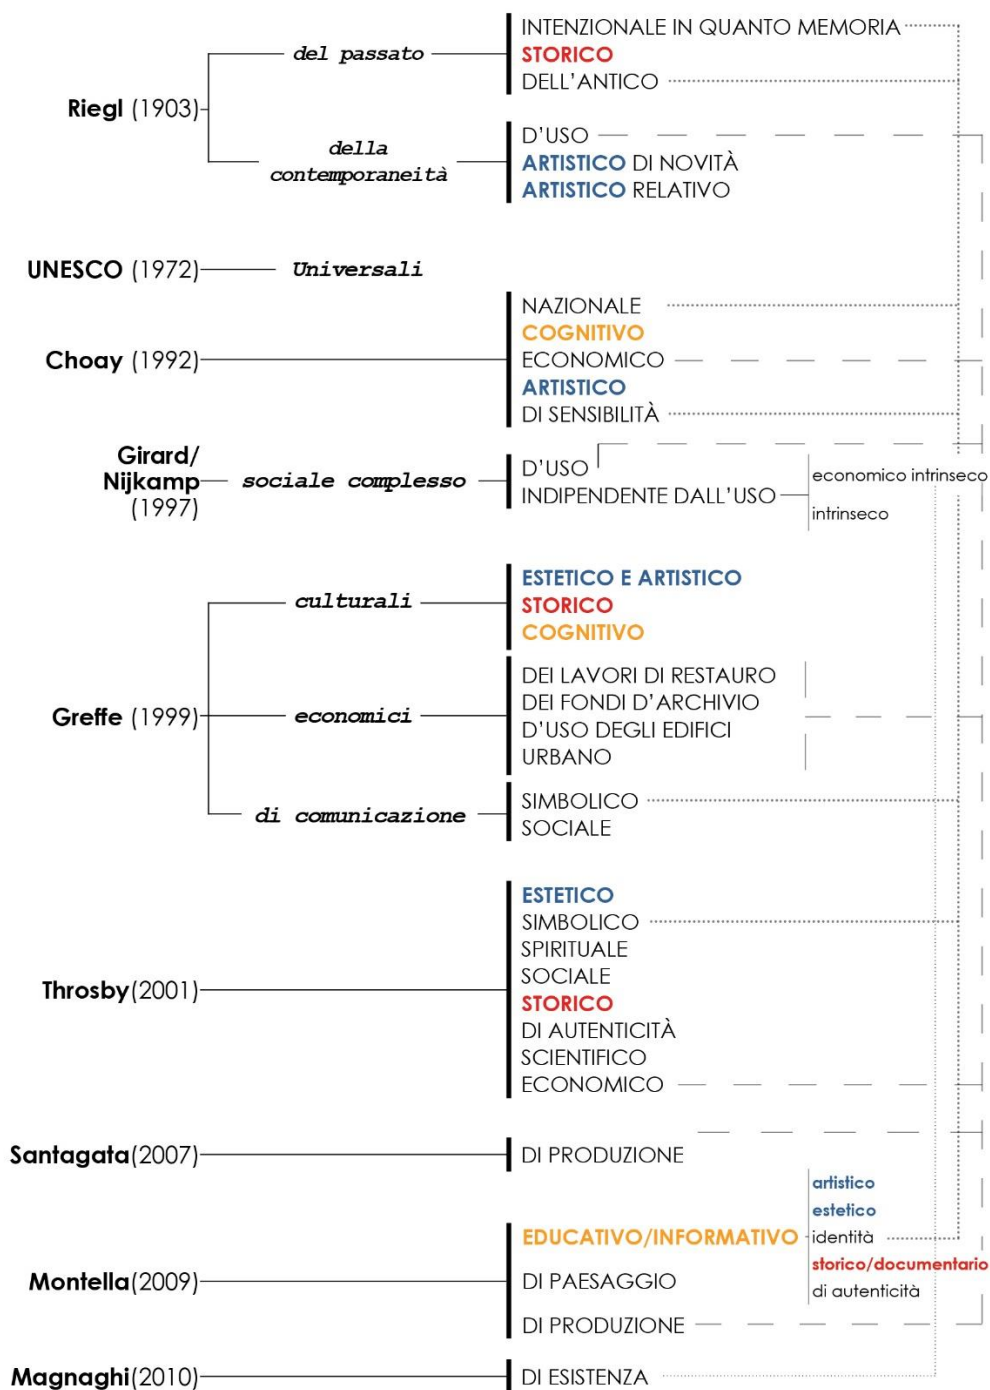 Riegl (1903)
del passato
INTENZIONALE IN QUANTO MEMORIA
STORICO
DELL'ANTICO
della
contemporaneità
D'USO
ARTISTICO DI NOVITÀ
ARTISTICO RELATIVO
UNESCO (1972)
Universali
Choay (1992)
NAZIONALE
COGNITIVO
ECONOMICO
ARTISTICO
DI SENSIBILITÀ
Girard/
Nijkamp
(1997)
sociale complesso
D'USO
INDIPENDENTE DALL'USO
economico intrinseco
intrinseco
Greffe (1999)
culturali
ESTETICO E ARTISTICO
STORICO
COGNITIVO
economici
DEI LAVORI DI RESTAURO
DEI FONDI D'ARCHIVIO
D'USO DEGLI EDIFICI
URBANO
di comunicazione
SIMBOLICO
SOCIALE
Throsby(2001)
ESTETICO
SIMBOLICO
SPIRITUALE
SOCIALE
STORICO
DI AUTENTICITÀ
SCIENTIFICO
ECONOMICO
Santagata(2007)
DI PRODUZIONE
Montella(2009)
EDUCATIVO/INFORMATIVO
artistico
estetico
identità
storico/documentario
di autenticità
DI PAESAGGIO
DI PRODUZIONE
Magnaghi(2010)
DI ESISTENZA